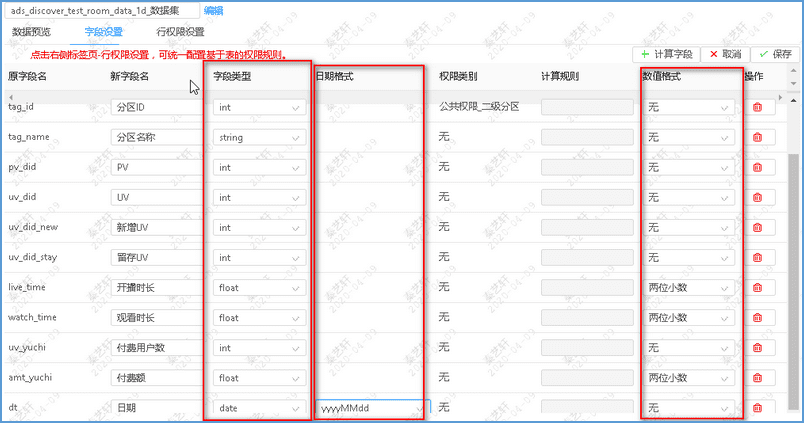 ads_discover_test_room_data_1d_数据集 编辑
数据预览 字段设置 行权限设置
点击右侧标签页-行权限设置，可统一配置基于表的权限规则。 + 计算字段 × 取消 ✓ 保存
原字段名 新字段名 字段类型 日期格式 权限类别 计算规则 数值格式 操作
tag_id 分区ID int 公共权限_二级分区 无
tag_name 分区名称 string 无 无
pv_did PV int 无 无
uv_did UV int 无 无
uv_did_new 新增UV int 无 无
uv_did_stay 留存UV int 无 无
live_time 开播时长 float 无 两位小数
watch_time 观看时长 float 无 两位小数
uv_yuchi 付费用户数 int 无 无
amt_yuchi 付费额 float 无 两位小数
dt 日期 date yyyyMMdd 无 无